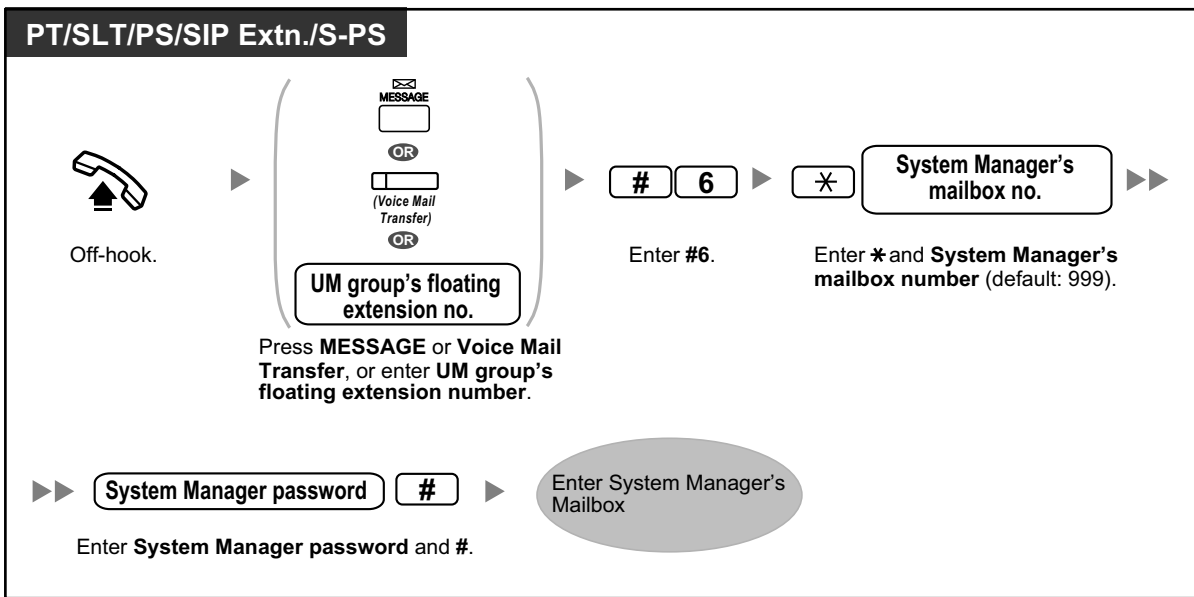 PT/SLT/PS/SIP Extn./S-PS
MESSAGE
OR
(Voice Mail
Transfer)
OR
UM group's floating
extension no.
# 6
* System Manager's
mailbox no.
Off-hook.
Press MESSAGE or Voice Mail
Transfer, or enter UM group's
floating extension number.
Enter #6.
Enter * and System Manager's
mailbox number (default: 999).
System Manager password #
Enter System Manager password and #.
Enter System Manager's
Mailbox